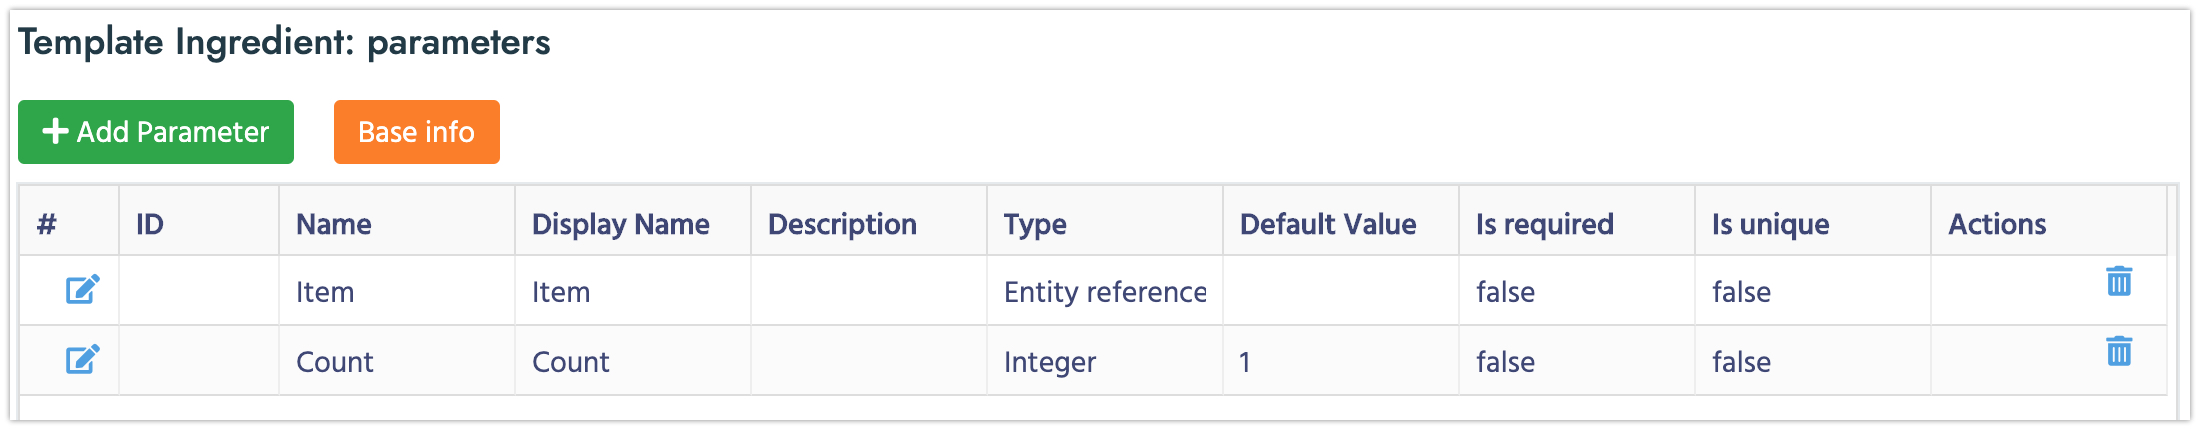 Template Ingredient: parameters
Add Parameter Base info
# ID Name Display Name Description Type Default Value Is required Is unique Actions
Item Item Entity reference false false
Count Count Integer 1 false false